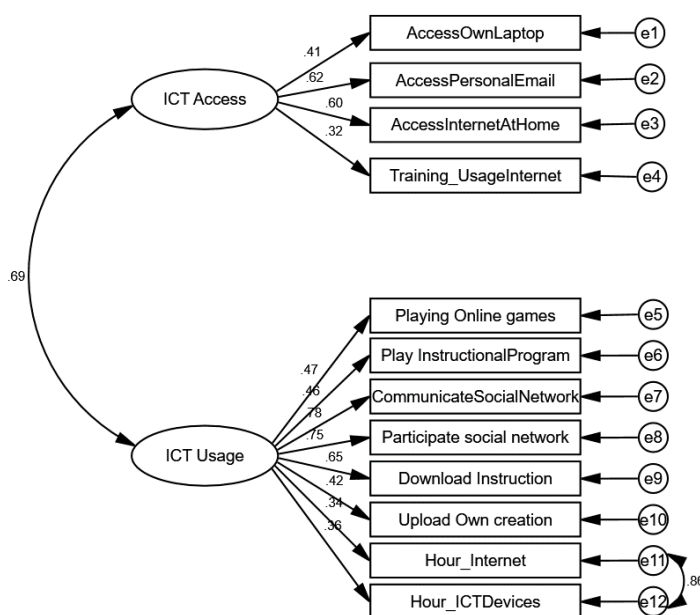 AccessOwnLaptop
e1
.41
.62
AccessPersonalEmail
e2
ICT Access
.60
AccessInternetAtHome
e3
.32
Training_UsageInternet
e4
.69
Playing Online games
e5
.47
Play InstructionalProgram
e6
.46
CommunicateSocialNetwork
e7
.78
.75
Participate social network
e8
ICT Usage
.65
Download Instruction
e9
.42
.34
Upload Own creation
e10
.36
Hour_Internet
e11
.86
Hour_ICTDevices
e12